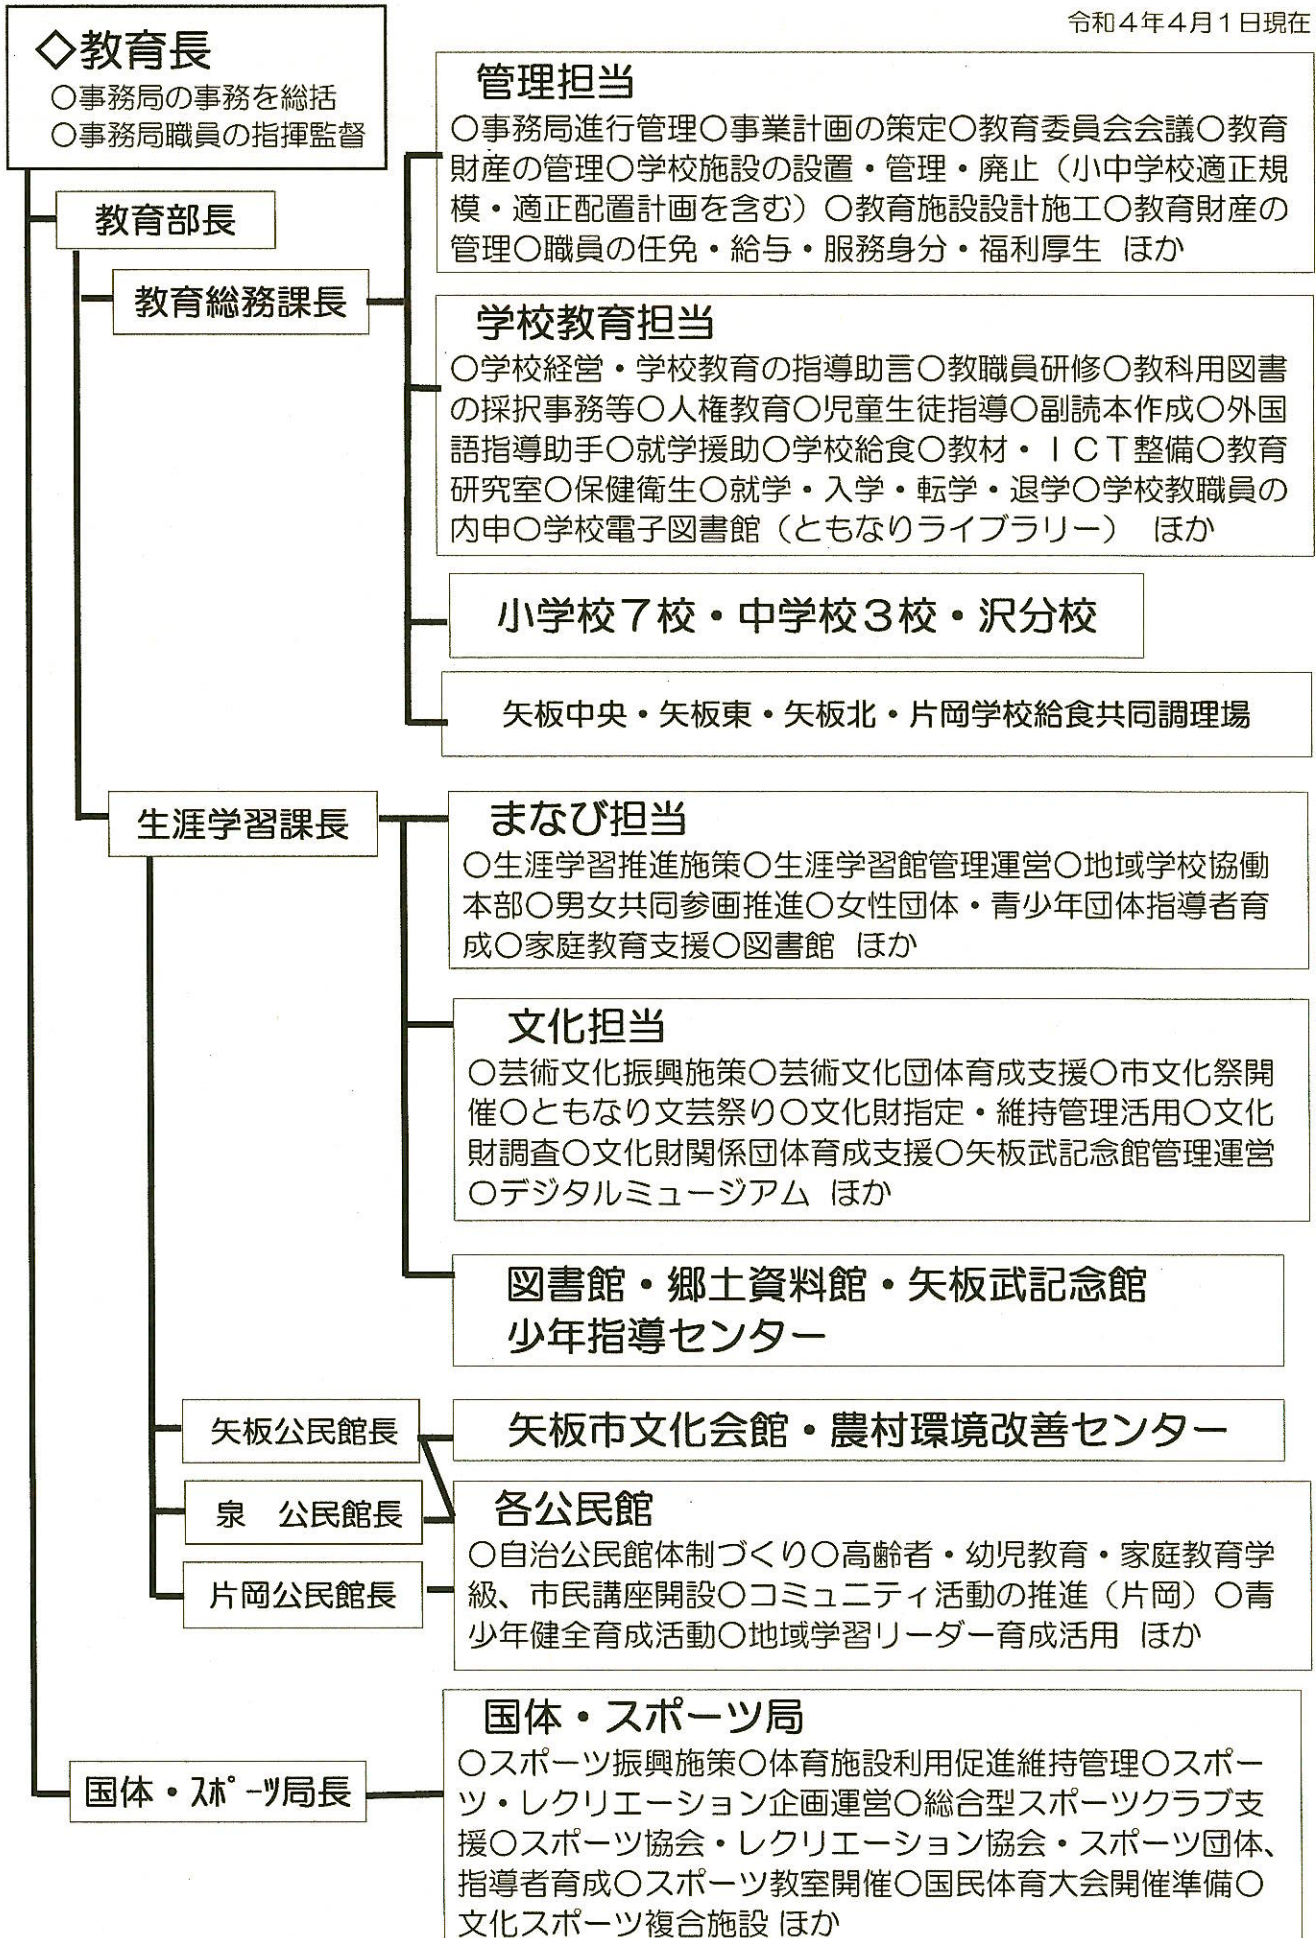 令和4年4月1日現在
◇教育長
○事務局の事務を総括
○事務局職員の指揮監督
教育部長
教育総務課長
管理担当
○事務局進行管理○事業計画の策定○教育委員会会議○教育
財産の管理○学校施設の設置・管理・廃止（小中学校適正規
模・適正配置計画を含む）○教育施設設計施工○教育財産の
管理○職員の任免・給与・服務身分・福利厚生 ほか
学校教育担当
○学校経営・学校教育の指導助言○教職員研修○教科用図書
の採択事務等○人権教育○児童生徒指導○副読本作成○外国
語指導助手○就学援助○学校給食○教材・ＩＣＴ整備○教育
研究室○保健衛生○就学・入学・転学・退学○学校教職員の
内申○学校電子図書館（ともなりライブラリー） ほか
小学校７校・中学校３校・沢分校
矢板中央・矢板東・矢板北・片岡学校給食共同調理場
生涯学習課長
まなび担当
○生涯学習推進施策○生涯学習館管理運営○地域学校協働
本部○男女共同参画推進○女性団体・青少年団体指導者育
成○家庭教育支援○図書館 ほか
文化担当
○芸術文化振興施策○芸術文化団体育成支援○市文化祭開
催○ともなり文芸祭り○文化財指定・維持管理活用○文化
財調査○文化財関係団体育成支援○矢板武記念館管理運営
○デジタルミュージアム ほか
図書館・郷土資料館・矢板武記念館
少年指導センター
矢板公民館長
矢板市文化会館・農村環境改善センター
泉　公民館長
片岡公民館長
各公民館
○自治公民館体制づくり○高齢者・幼児教育・家庭教育学
級、市民講座開設○コミュニティ活動の推進（片岡）○青
少年健全育成活動○地域学習リーダー育成活用 ほか
国体・ｽﾎﾟｰﾂ局長
国体・スポーツ局
○スポーツ振興施策○体育施設利用促進維持管理○スポー
ツ・レクリエーション企画運営○総合型スポーツクラブ支
援○スポーツ協会・レクリエーション協会・スポーツ団体、
指導者育成○スポーツ教室開催○国民体育大会開催準備○
文化スポーツ複合施設 ほか